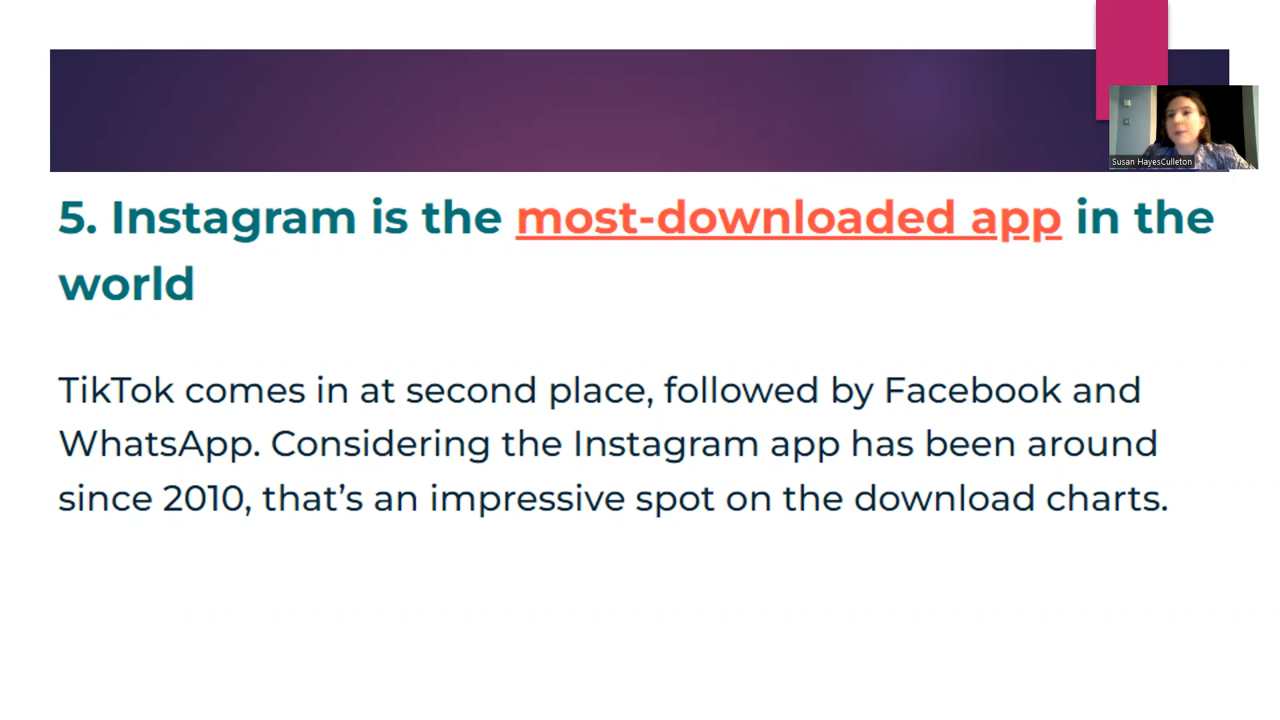 Susan HayesCulleton
5. Instagram is the most-downloaded app in the
world
TikTok comes in at second place, followed by Facebook and
WhatsApp. Considering the Instagram app has been around
since 2010, that’s an impressive spot on the download charts.